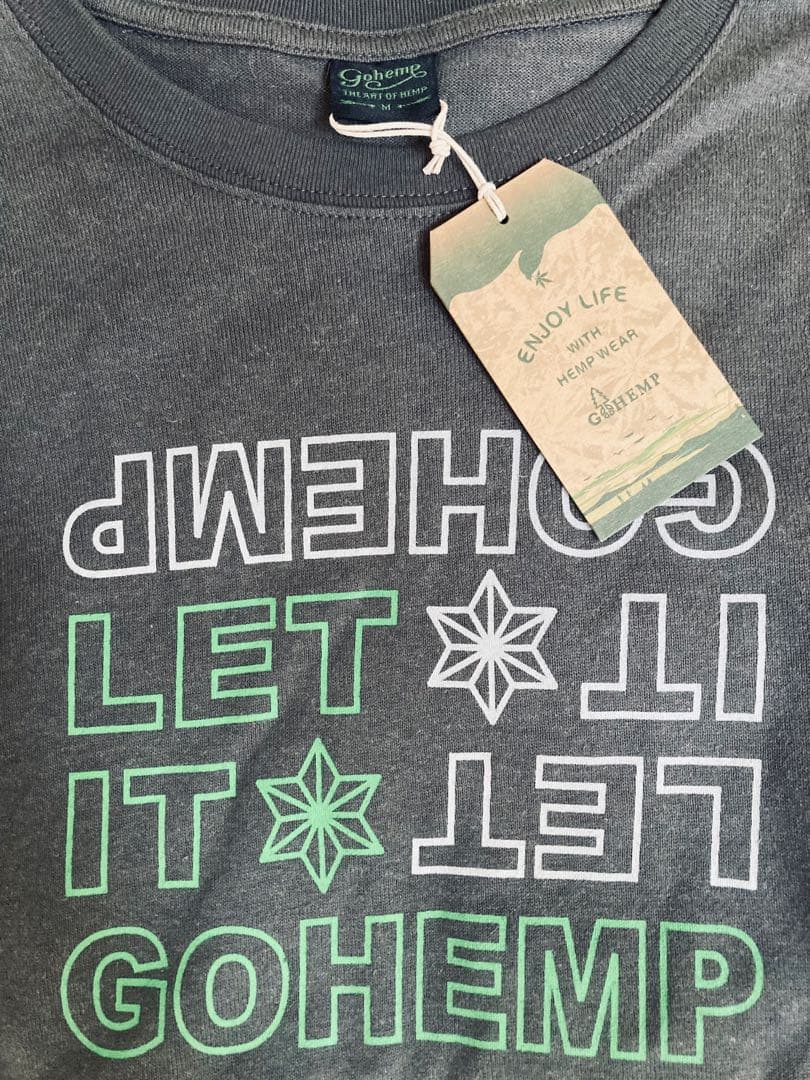 Gohemp
THE ART OF HEMP
M
ENJOY LIFE
WITH
HEMP WEAR
GOHEMP
GOHEMP
LET IT
IT LET
GOHEMP